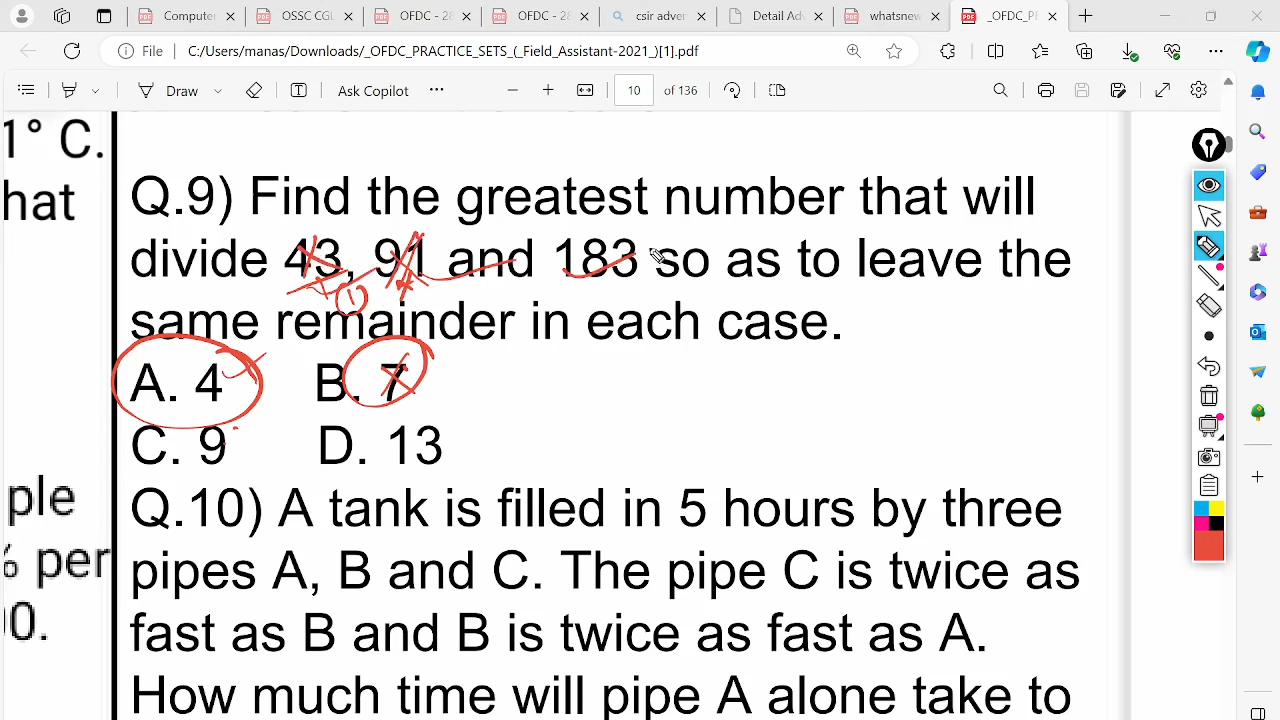 Computer
OSSC CGL
OFDC - 28
OFDC - 28
csir adver
Detail Adv
whatsnew
_OFDC_PR
File
C:/Users/manas/Downloads/_OFDC_PRACTICE_SETS_(_Field_Assistant-2021_)[1].pdf
Draw
Ask Copilot
10 of 136
1° C.
hat
ple
% per
00.
Q.9) Find the greatest number that will
divide 43, 91 and 183 so as to leave the
same remainder in each case.
A. 4 B. 7
C. 9 D. 13
Q.10) A tank is filled in 5 hours by three
pipes A, B and C. The pipe C is twice as
fast as B and B is twice as fast as A.
How much time will pipe A alone take to